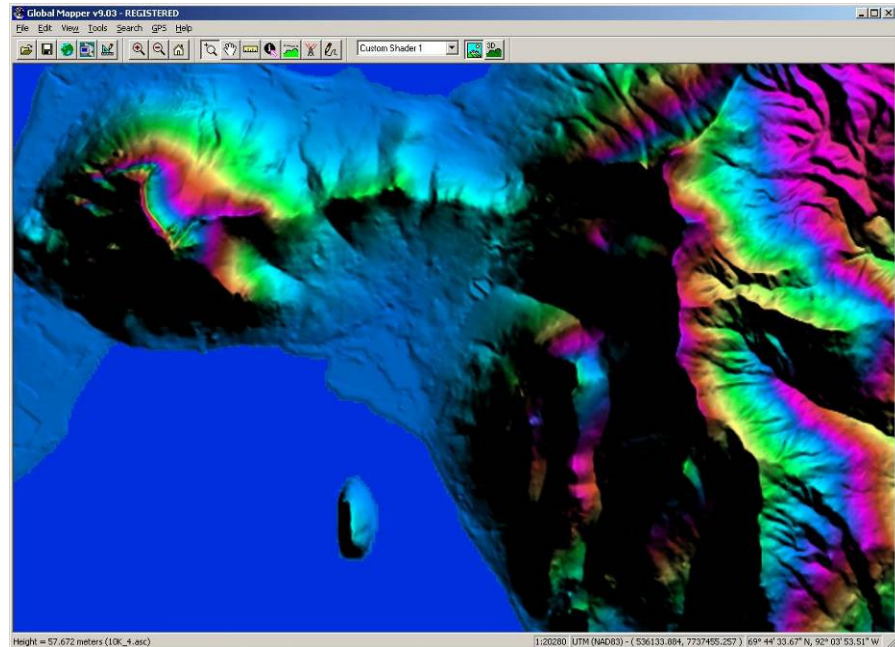 Global Mapper v9.03 - REGISTERED
File Edit View Tools Search GPS Help
Custom Shader 1
3D
Height = 57.672 meters (10K_4.asc)
1:20280 UTM (NAD83) - ( 536133.884, 7737455.257 ) 69° 44' 33.67" N, 92° 03' 53.51" W